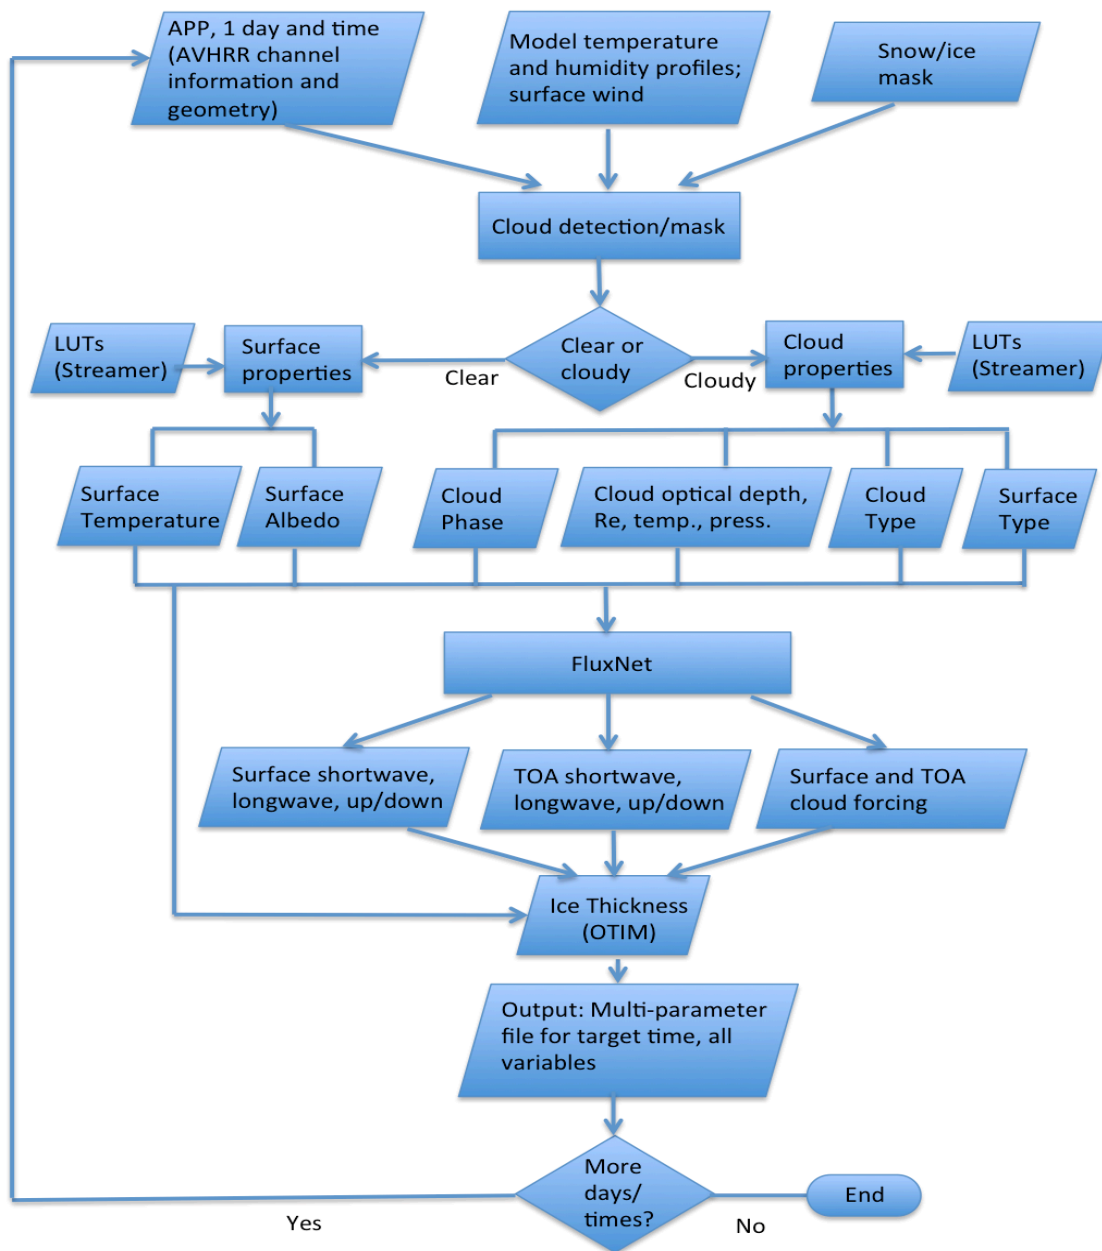 APP, 1 day and time
(AVHRR channel
information and
geometry)
Model temperature
and humidity profiles;
surface wind
Snow/ice
mask
Cloud detection/mask
LUTs
(Streamer)
Surface
properties
Clear
Clear or
cloudy
Cloudy
Cloud
properties
LUTs
(Streamer)
Surface
Temperature
Surface
Albedo
Cloud
Phase
Cloud optical depth,
Re, temp., press.
Cloud
Type
Surface
Type
FluxNet
Surface shortwave,
longwave, up/down
TOA shortwave,
longwave, up/down
Surface and TOA
cloud forcing
Ice Thickness
(OTIM)
Output: Multi-parameter
file for target time, all
variables
More
days/
times?
Yes
No
End